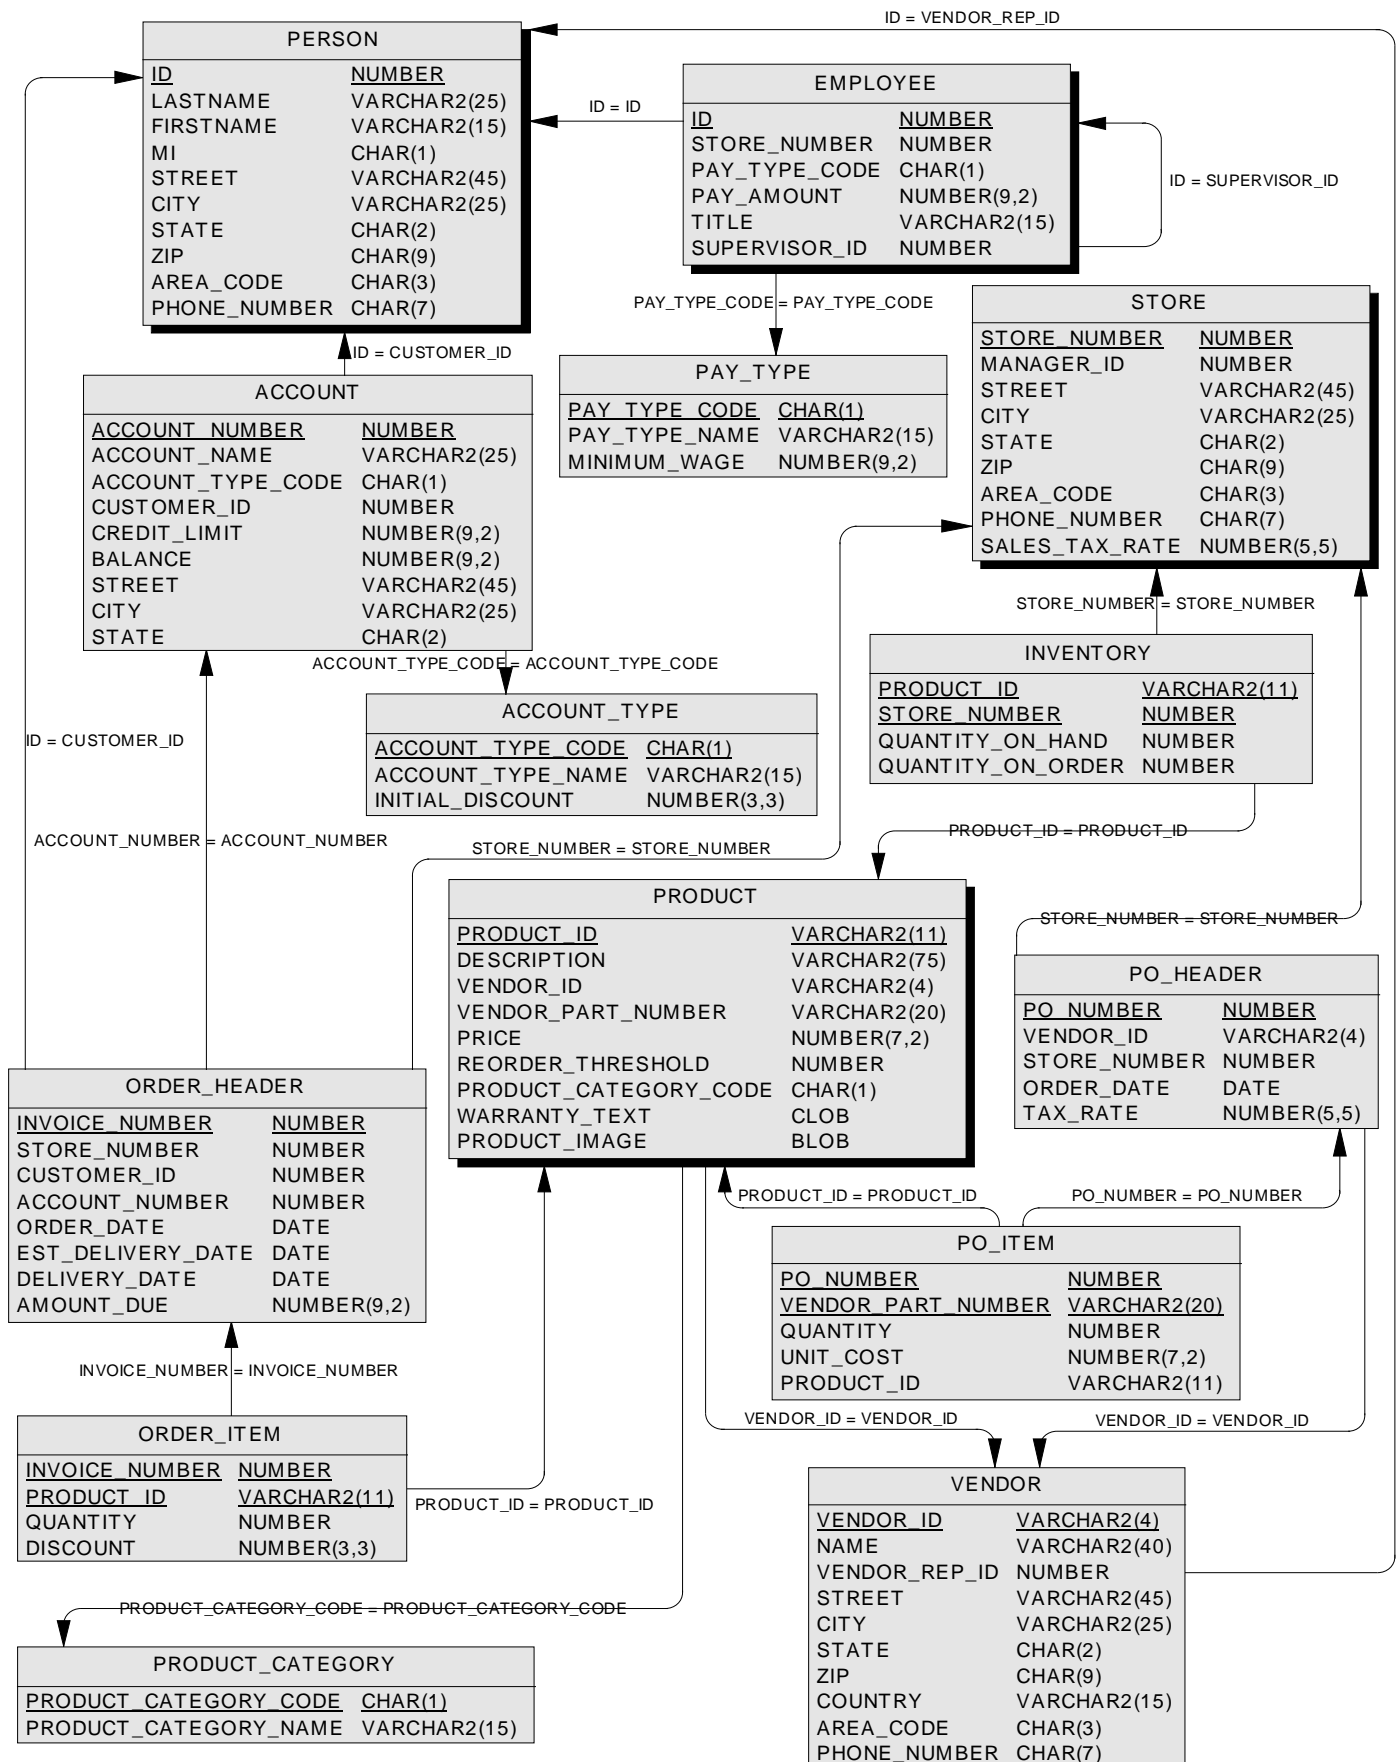 ID = VENDOR_REP_ID
PERSON
ID NUMBER
LASTNAME VARCHAR2(25)
FIRSTNAME VARCHAR2(15)
MI CHAR(1)
STREET VARCHAR2(45)
CITY VARCHAR2(25)
STATE CHAR(2)
ZIP CHAR(9)
AREA_CODE CHAR(3)
PHONE_NUMBER CHAR(7)
ID = ID
EMPLOYEE
ID NUMBER
STORE_NUMBER NUMBER
PAY_TYPE_CODE CHAR(1)
PAY_AMOUNT NUMBER(9,2)
TITLE VARCHAR2(15)
SUPERVISOR_ID NUMBER
ID = SUPERVISOR_ID
PAY_TYPE_CODE = PAY_TYPE_CODE
STORE
STORE_NUMBER NUMBER
MANAGER_ID NUMBER
STREET VARCHAR2(45)
CITY VARCHAR2(25)
STATE CHAR(2)
ZIP CHAR(9)
AREA_CODE CHAR(3)
PHONE_NUMBER CHAR(7)
SALES_TAX_RATE NUMBER(5,5)
ID = CUSTOMER_ID
PAY_TYPE
PAY_TYPE_CODE CHAR(1)
PAY_TYPE_NAME VARCHAR2(15)
MINIMUM_WAGE NUMBER(9,2)
ACCOUNT
ACCOUNT_NUMBER NUMBER
ACCOUNT_NAME VARCHAR2(25)
ACCOUNT_TYPE_CODE CHAR(1)
CUSTOMER_ID NUMBER
CREDIT_LIMIT NUMBER(9,2)
BALANCE NUMBER(9,2)
STREET VARCHAR2(45)
CITY VARCHAR2(25)
STATE CHAR(2)
STORE_NUMBER = STORE_NUMBER
ACCOUNT_TYPE_CODE = ACCOUNT_TYPE_CODE
INVENTORY
PRODUCT_ID VARCHAR2(11)
STORE_NUMBER NUMBER
QUANTITY_ON_HAND NUMBER
QUANTITY_ON_ORDER NUMBER
ACCOUNT_TYPE
ACCOUNT_TYPE_CODE CHAR(1)
ACCOUNT_TYPE_NAME VARCHAR2(15)
INITIAL_DISCOUNT NUMBER(3,3)
ID = CUSTOMER_ID
ACCOUNT_NUMBER = ACCOUNT_NUMBER
STORE_NUMBER = STORE_NUMBER
PRODUCT_ID = PRODUCT_ID
PRODUCT
PRODUCT_ID VARCHAR2(11)
DESCRIPTION VARCHAR2(75)
VENDOR_ID VARCHAR2(4)
VENDOR_PART_NUMBER VARCHAR2(20)
PRICE NUMBER(7,2)
REORDER_THRESHOLD NUMBER
PRODUCT_CATEGORY_CODE CHAR(1)
WARRANTY_TEXT CLOB
PRODUCT_IMAGE BLOB
STORE_NUMBER = STORE_NUMBER
PO_HEADER
PO_NUMBER NUMBER
VENDOR_ID VARCHAR2(4)
STORE_NUMBER NUMBER
ORDER_DATE DATE
TAX_RATE NUMBER(5,5)
ORDER_HEADER
INVOICE_NUMBER NUMBER
STORE_NUMBER NUMBER
CUSTOMER_ID NUMBER
ACCOUNT_NUMBER NUMBER
ORDER_DATE DATE
EST_DELIVERY_DATE DATE
DELIVERY_DATE DATE
AMOUNT_DUE NUMBER(9,2)
PRODUCT_ID = PRODUCT_ID
PO_NUMBER = PO_NUMBER
PO_ITEM
PO_NUMBER NUMBER
VENDOR_PART_NUMBER VARCHAR2(20)
QUANTITY NUMBER
UNIT_COST NUMBER(7,2)
PRODUCT_ID VARCHAR2(11)
INVOICE_NUMBER = INVOICE_NUMBER
VENDOR_ID = VENDOR_ID
VENDOR_ID = VENDOR_ID
ORDER_ITEM
INVOICE_NUMBER NUMBER
PRODUCT_ID VARCHAR2(11)
QUANTITY NUMBER
DISCOUNT NUMBER(3,3)
PRODUCT_ID = PRODUCT_ID
VENDOR
VENDOR_ID VARCHAR2(4)
NAME VARCHAR2(40)
VENDOR_REP_ID NUMBER
STREET VARCHAR2(45)
CITY VARCHAR2(25)
STATE CHAR(2)
ZIP CHAR(9)
COUNTRY VARCHAR2(15)
AREA_CODE CHAR(3)
PHONE_NUMBER CHAR(7)
PRODUCT_CATEGORY_CODE = PRODUCT_CATEGORY_CODE
PRODUCT_CATEGORY
PRODUCT_CATEGORY_CODE CHAR(1)
PRODUCT_CATEGORY_NAME VARCHAR2(15)